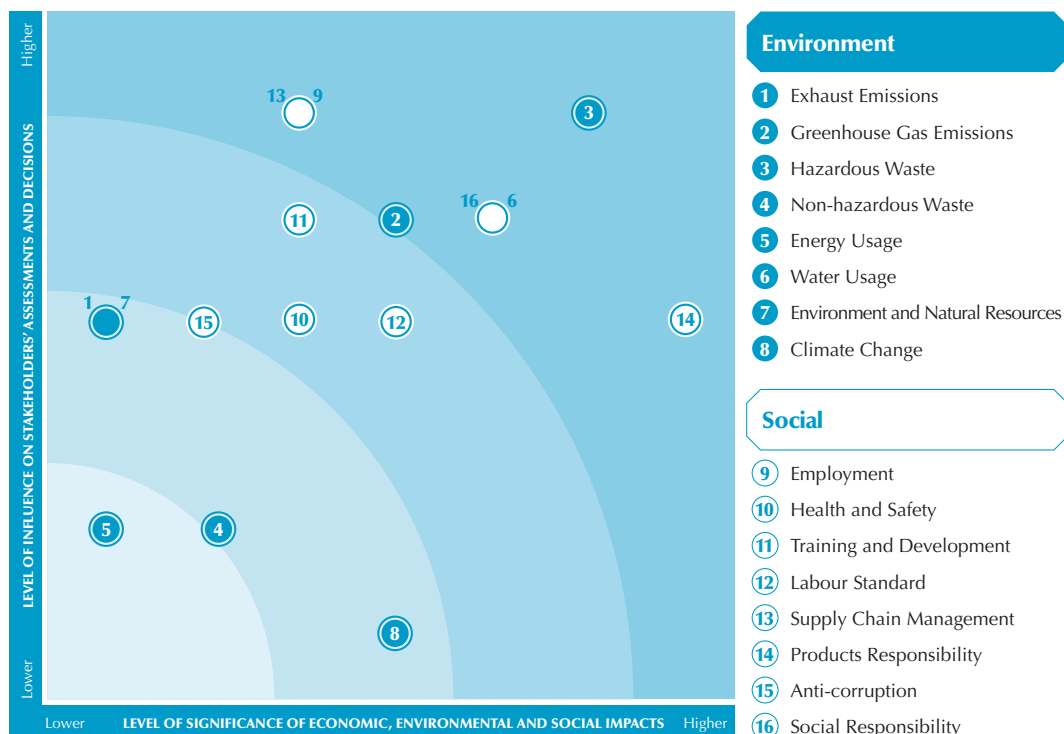 Higher
LEVEL OF INFLUENCE ON STAKEHOLDERS' ASSESSMENTS AND DECISIONS
Lower
13 9
3
11
2
16 6
1 7
15
10
12
14
5
4
8
Lower LEVEL OF SIGNIFICANCE OF ECONOMIC, ENVIRONMENTAL AND SOCIAL IMPACTS Higher
Environment
1 Exhaust Emissions
2 Greenhouse Gas Emissions
3 Hazardous Waste
4 Non-hazardous Waste
5 Energy Usage
6 Water Usage
7 Environment and Natural Resources
8 Climate Change
Social
9 Employment
10 Health and Safety
11 Training and Development
12 Labour Standard
13 Supply Chain Management
14 Products Responsibility
15 Anti-corruption
16 Social Responsibility